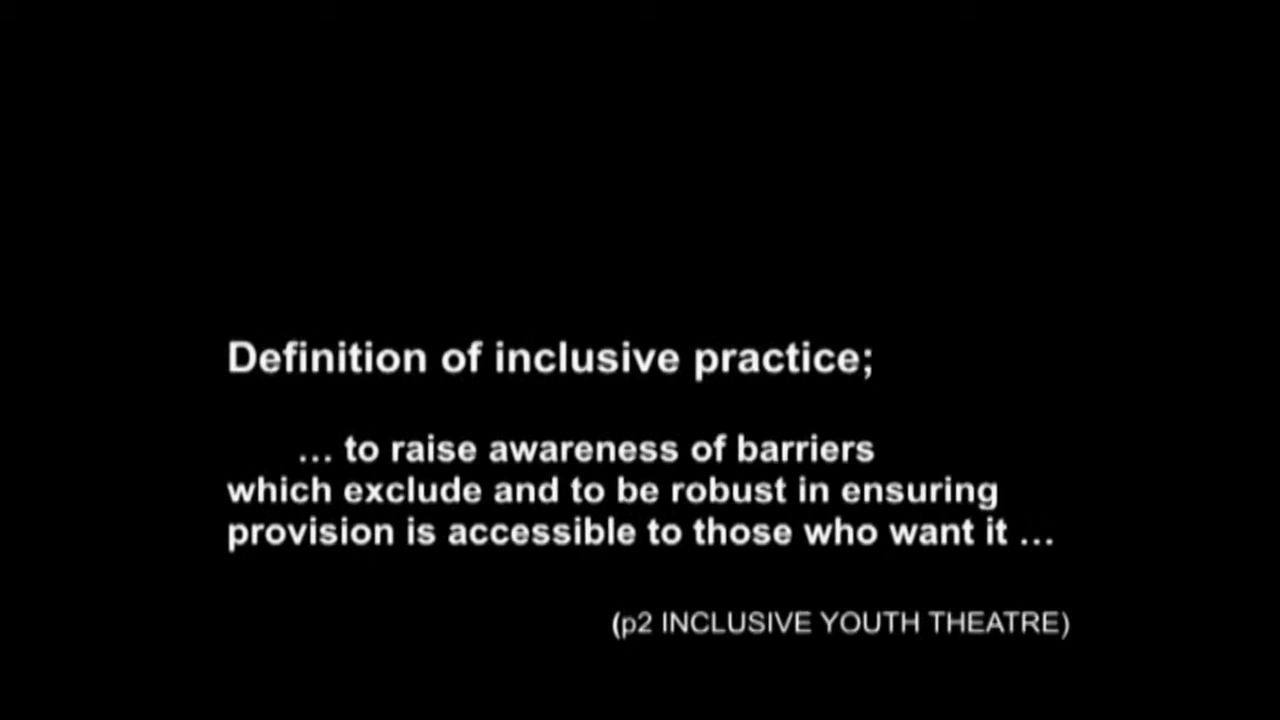 Definition of inclusive practice;
… to raise awareness of barriers
which exclude and to be robust in ensuring
provision is accessible to those who want it …
(p2 INCLUSIVE YOUTH THEATRE)